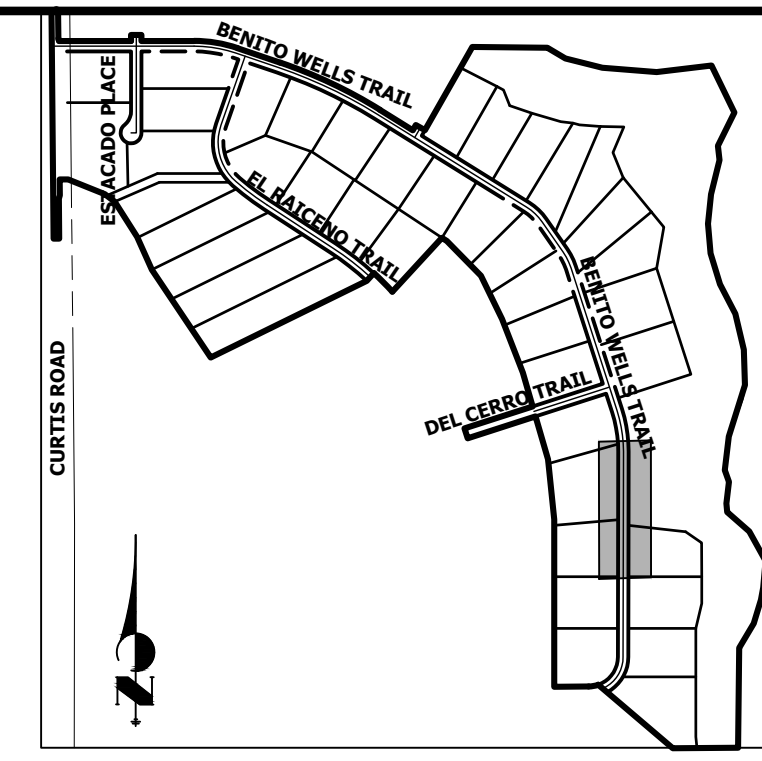 BENITO WELLS TRAIL
ESTACADO PLACE
EL RAICENO TRAIL
BENITO WELLS TRAIL
CURTIS ROAD
DEL CERRO TRAIL
N